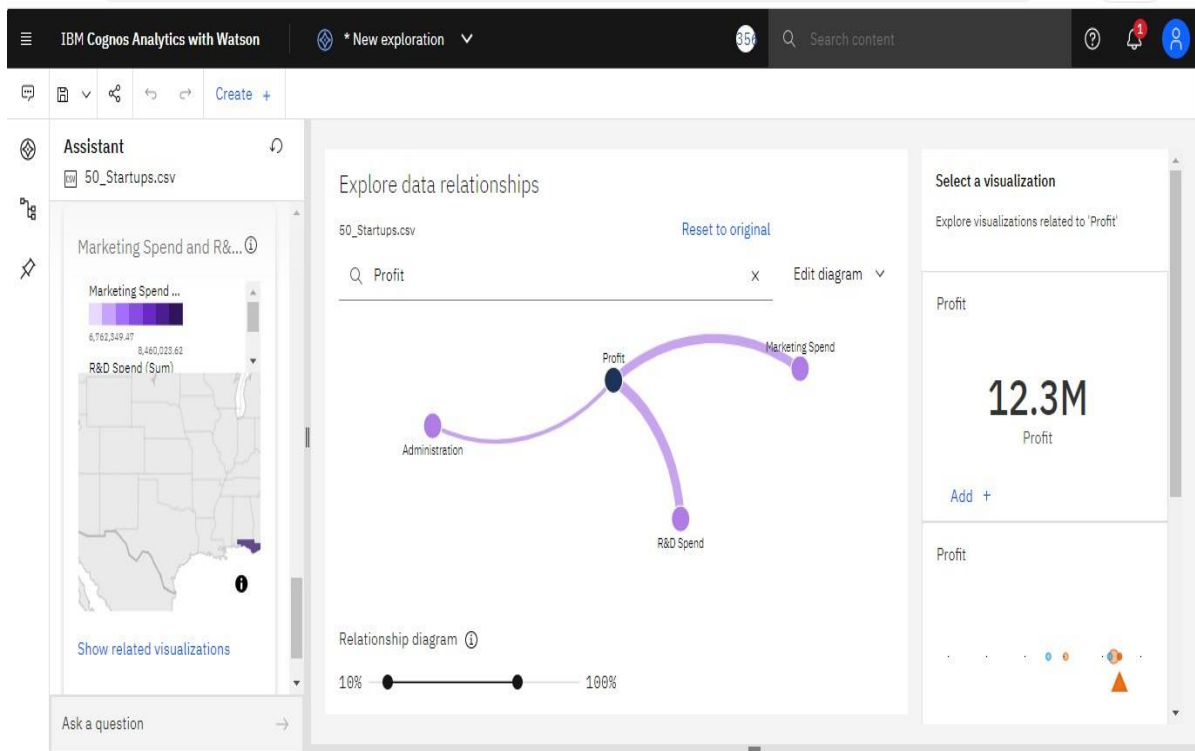 IBM Cognos Analytics with Watson
* New exploration
356
Search content
1
Create +
Assistant
50_Startups.csv
Marketing Spend and R&...
Marketing Spend ...
6,762,349.47
8,460,023.62
R&D Spend (Sum)
Show related visualizations
Ask a question
Explore data relationships
50_Startups.csv
Reset to original
Profit
x
Edit diagram
Profit
Marketing Spend
Administration
R&D Spend
Relationship diagram
10%
100%
Select a visualization
Explore visualizations related to 'Profit'
Profit
12.3M
Profit
Add +
Profit